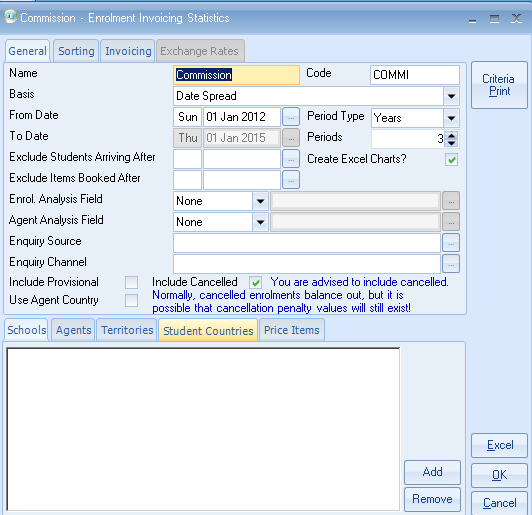 Commission - Enrolment Invoicing Statistics
General Sorting Invoicing Exchange Rates
Name Commission Code COMMI
Criteria
Print
Basis Date Spread
From Date Sun 01 Jan 2012 ... Period Type Years
To Date Thu 01 Jan 2015 ... Periods 3
Exclude Students Arriving After ... Create Excel Charts?
Exclude Items Booked After ...
Enrol. Analysis Field None ...
Agent Analysis Field None ...
Enquiry Source ...
Enquiry Channel ...
Include Provisional Include Cancelled You are advised to include cancelled.
Use Agent Country Normally, cancelled enrolments balance out, but it is
possible that cancellation penalty values will still exist!
Schools Agents Territories Student Countries Price Items
Excel
Add OK
Remove Cancel